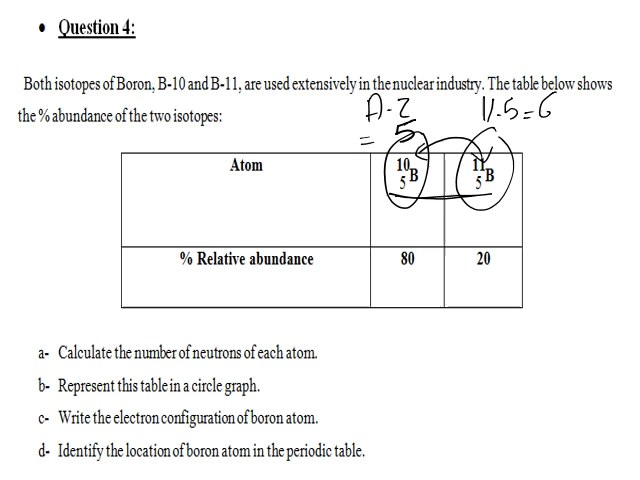 • Question 4:
Both isotopes of Boron, B-10 and B-11, are used extensively in the nuclear industry. The table below shows
the % abundance of the two isotopes:
A-Z 11-5=6
= 5
Atom 10 5 B 11 5 B
% Relative abundance 80 20
a- Calculate the number of neutrons of each atom.
b- Represent this table in a circle graph.
c- Write the electron configuration of boron atom.
d- Identify the location of boron atom in the periodic table.